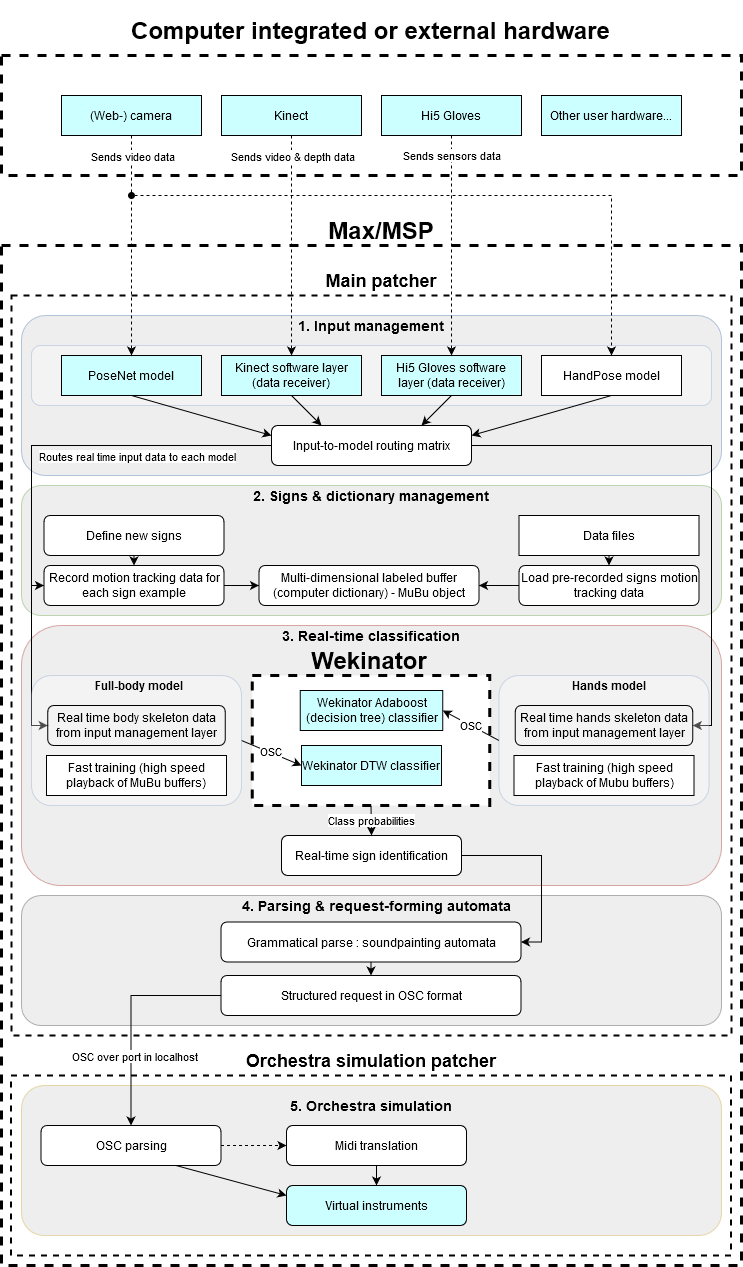 Computer integrated or external hardware
(Web-) camera
Kinect
Hi5 Gloves
Other user hardware...
Sends video data
Sends video & depth data
Sends sensors data
Max/MSP
Main patcher
1. Input management
PoseNet model
Kinect software layer
(data receiver)
Hi5 Gloves software
layer (data receiver)
HandPose model
Input-to-model routing matrix
Routes real time input data to each model
2. Signs & dictionary management
Define new signs
Data files
Record motion tracking data for
each sign example
Multi-dimensional labeled buffer
(computer dictionary) - MuBu object
Load pre-recorded signs motion
tracking data
3. Real-time classification
Wekinator
Full-body model
Real time body skeleton data
from input management layer
Fast training (high speed
playback of MuBu buffers)
OSC
Wekinator Adaboost
(decision tree) classifier
Wekinator DTW classifier
OSC
Hands model
Real time hands skeleton data
from input management layer
Fast training (high speed
playback of Mubu buffers)
Class probabilities
Real-time sign identification
4. Parsing & request-forming automata
Grammatical parse : soundpainting automata
Structured request in OSC format
OSC over port in localhost
Orchestra simulation patcher
5. Orchestra simulation
OSC parsing
Midi translation
Virtual instruments